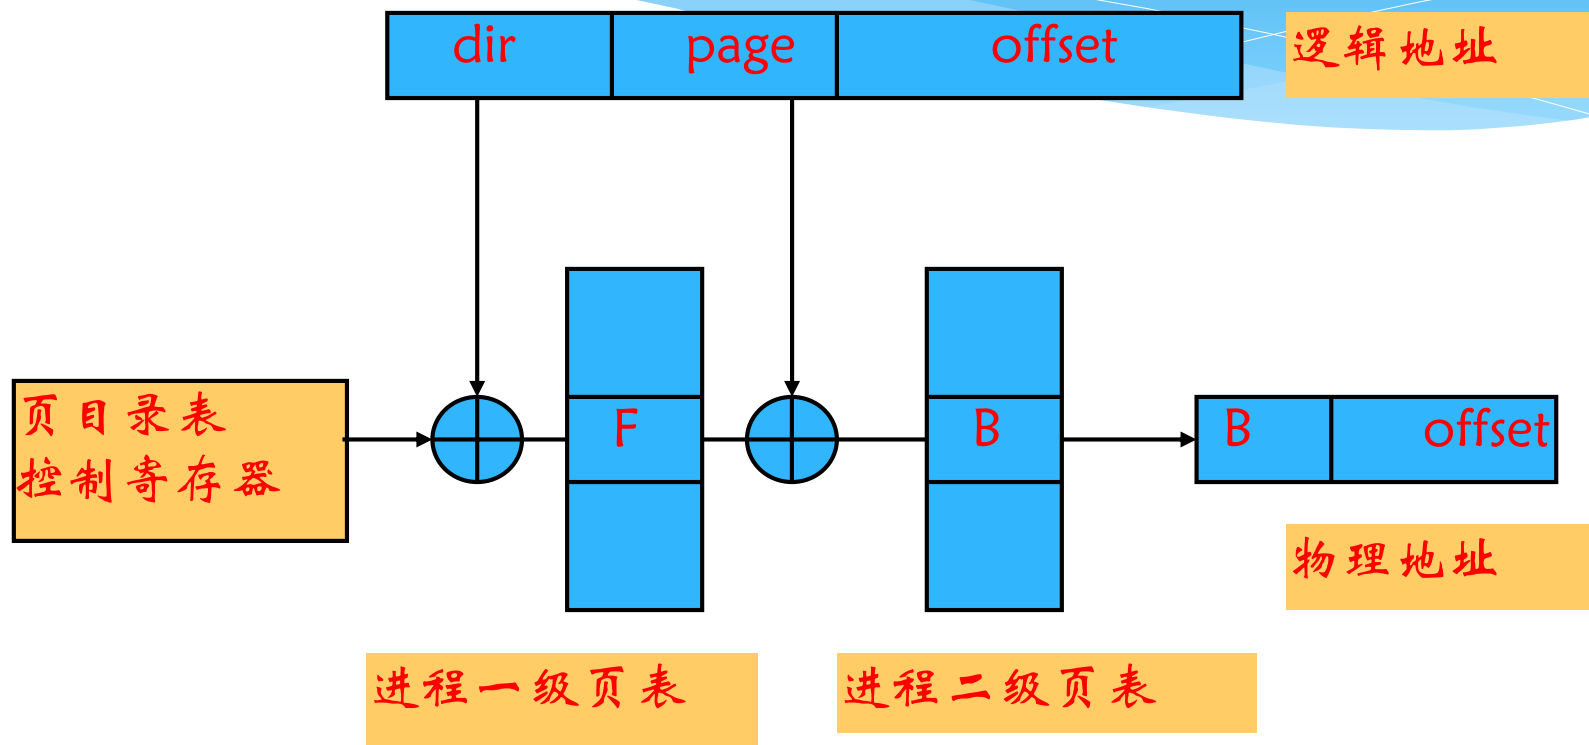 dir page offset 逻辑地址
页目录表
控制寄存器
F B B offset
物理地址
进程一级页表 进程二级页表